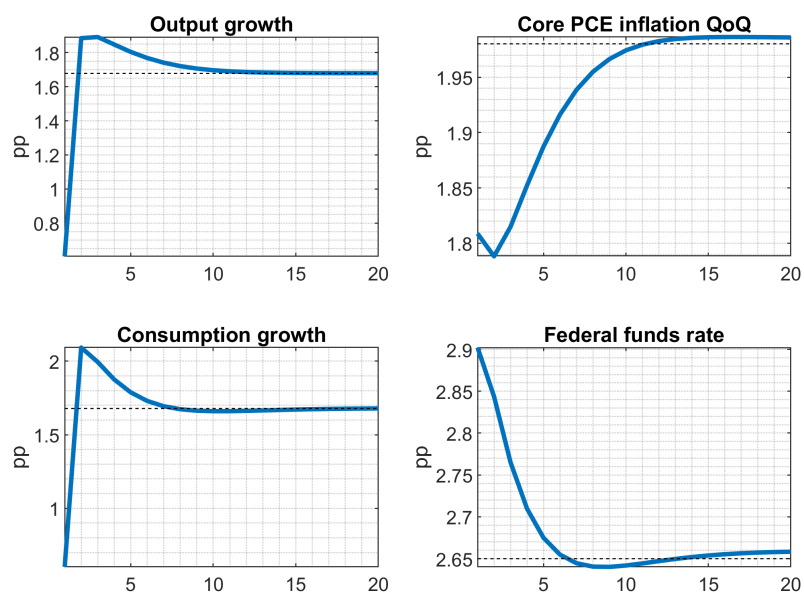 Output growth
1.8
1.6
1.4
1.2
1
0.8
pp
5 10 15 20
Core PCE inflation QoQ
1.95
1.9
1.85
1.8
pp
5 10 15 20
Consumption growth
2
1.5
1
pp
5 10 15 20
Federal funds rate
2.9
2.85
2.8
2.75
2.7
2.65
pp
5 10 15 20